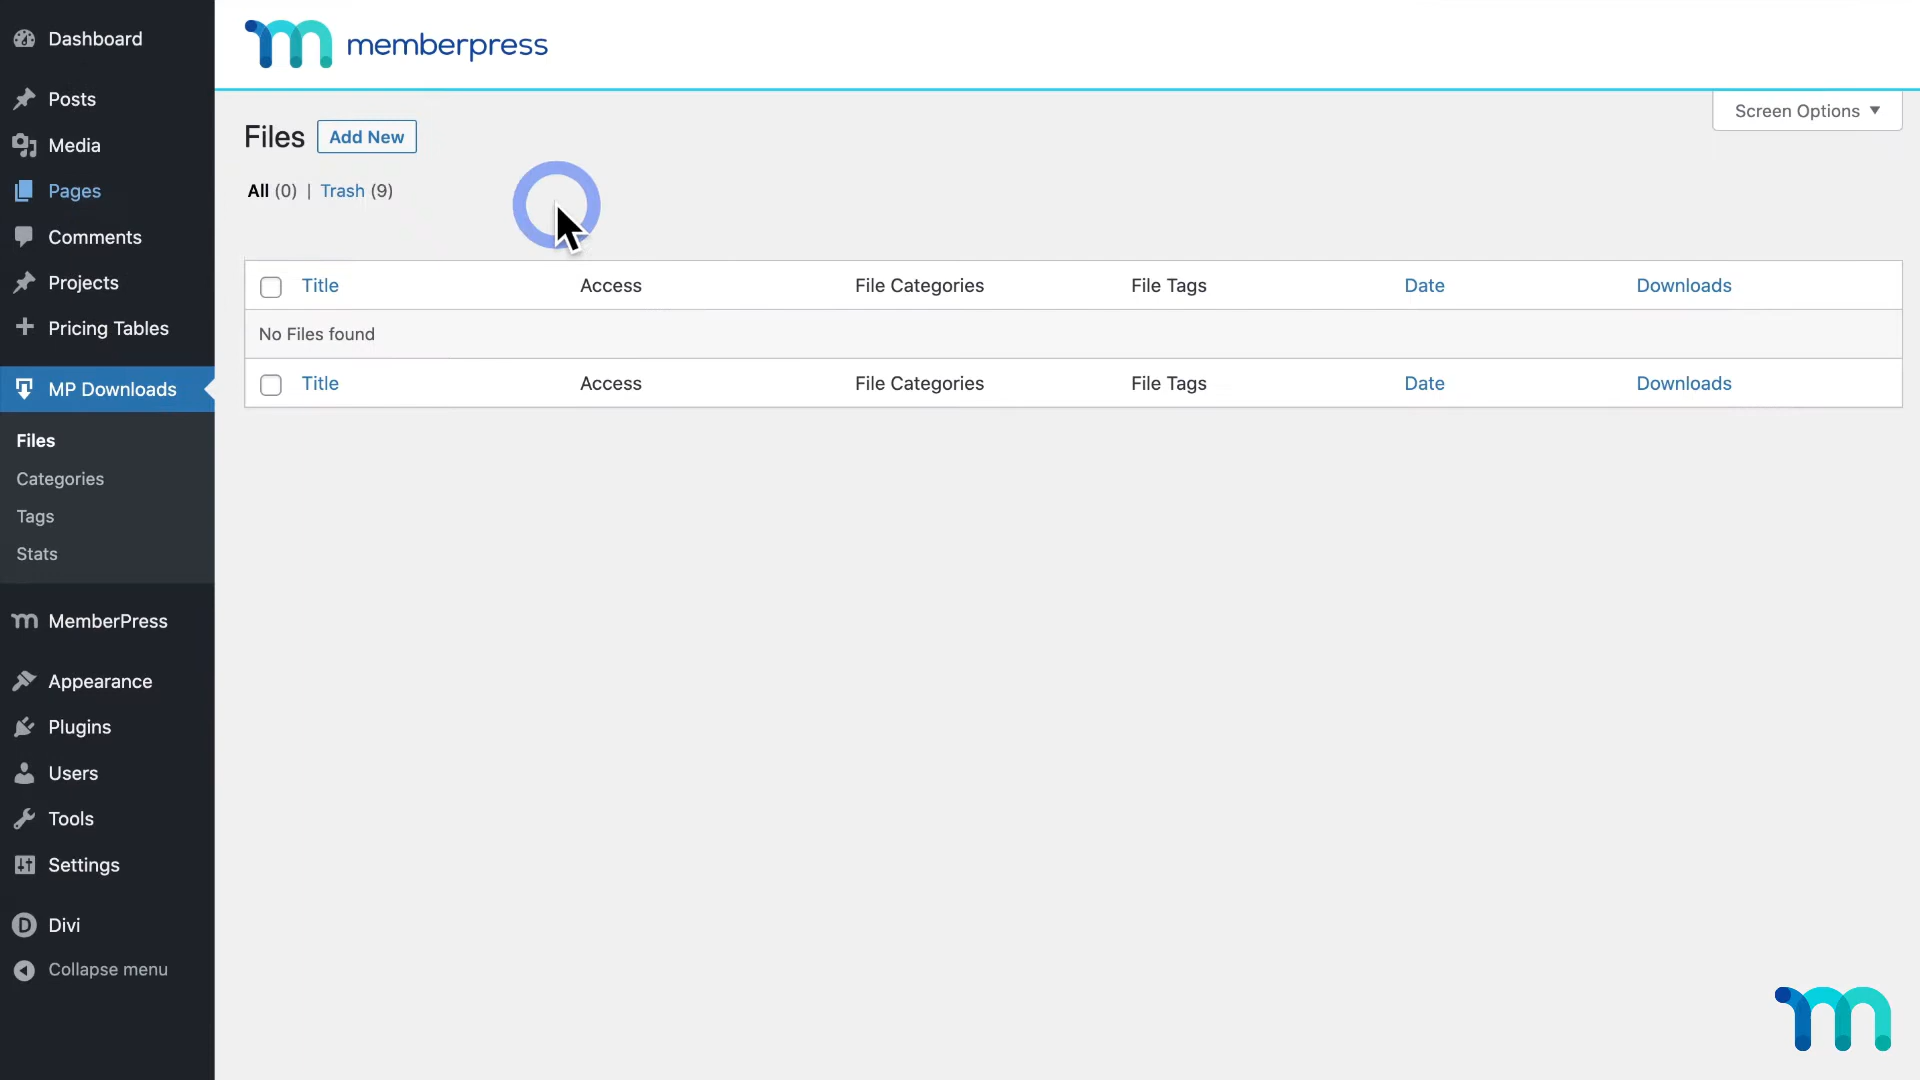 Dashboard
Posts
Media
Pages
Comments
Projects
Pricing Tables
MP Downloads
Files
Categories
Tags
Stats
MemberPress
Appearance
Plugins
Users
Tools
Settings
Divi
Collapse menu
memberpress
Screen Options
Files Add New
All (0) | Trash (9)
Title Access File Categories File Tags Date Downloads
No Files found
Title Access File Categories File Tags Date Downloads